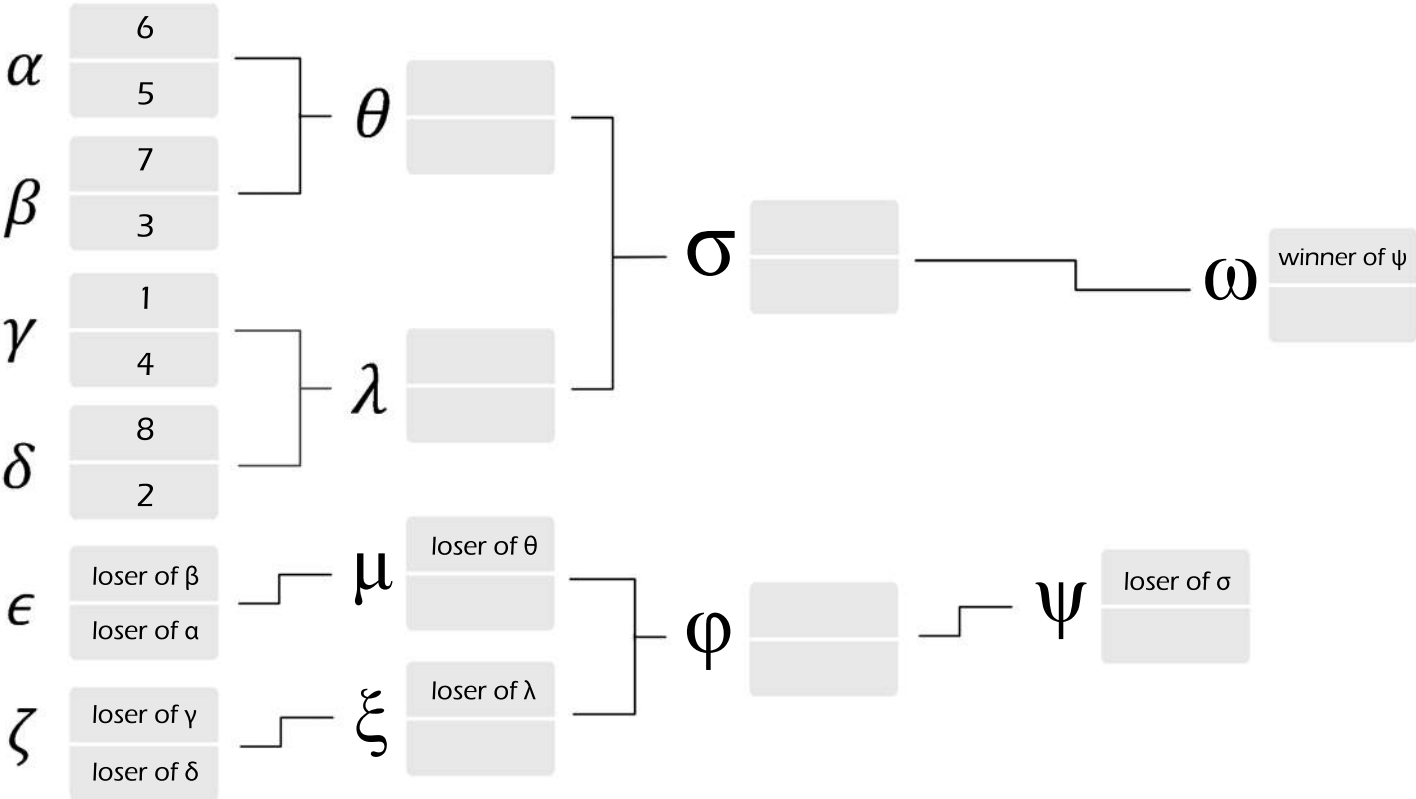 α
6
5
β
7
3
γ
1
4
δ
8
2
ϵ
loser of β
loser of α
ζ
loser of γ
loser of δ
θ
λ
μ
loser of θ
ξ
loser of λ
σ
φ
ψ
loser of σ
ω
winner of ψ